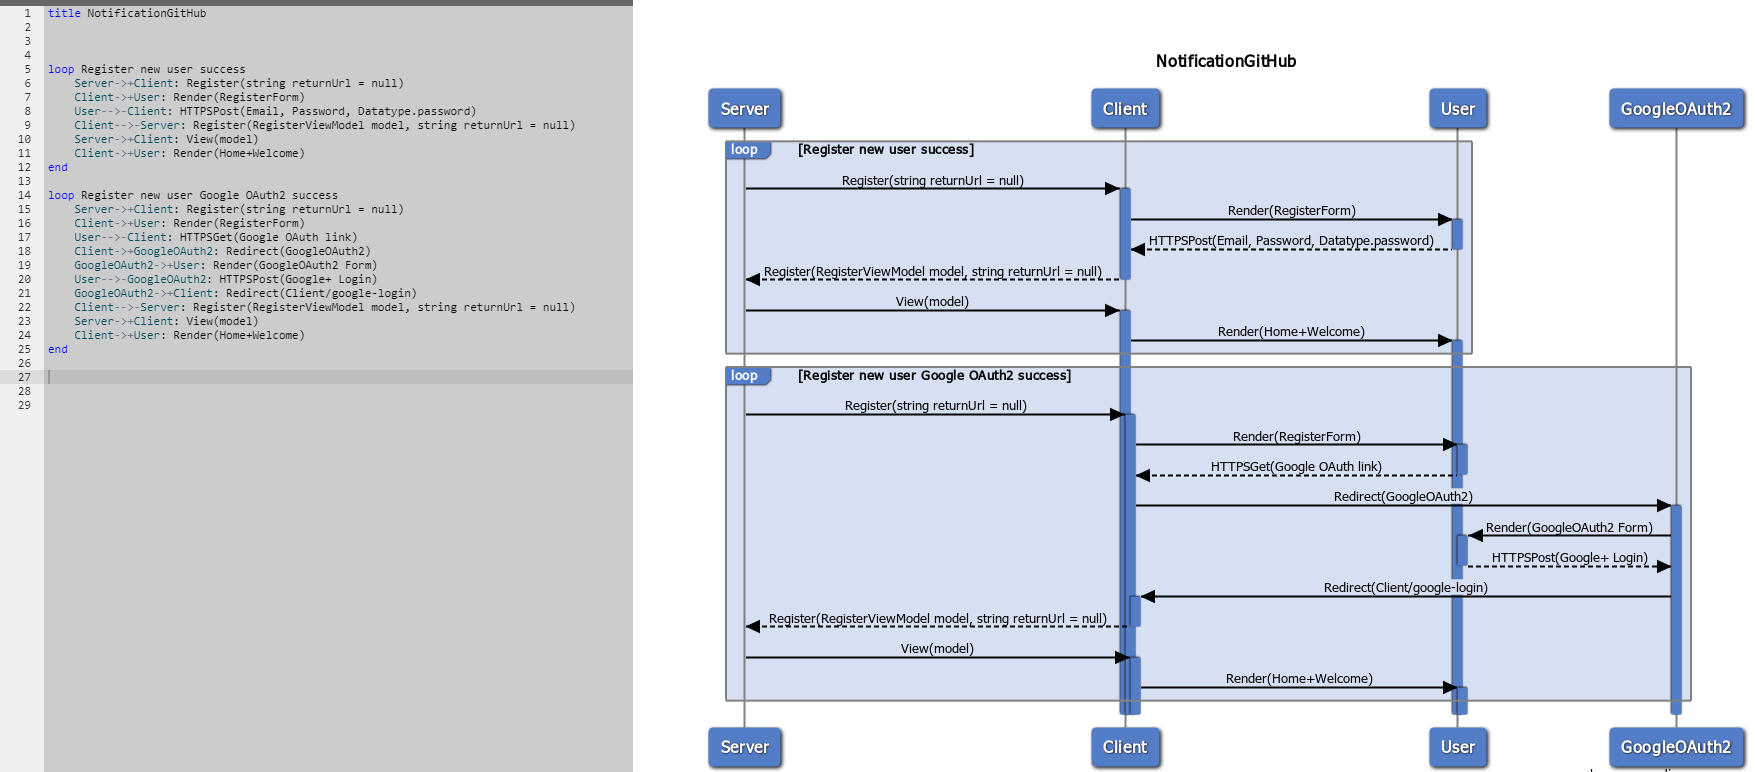 1 title NotificationGitHub
2
3
4
5 loop Register new user success
6 Server->+Client: Register(string returnUrl = null)
7 Client->+User: Render(RegisterForm)
8 User-->-Client: HTTPSPost(Email, Password, Datatype.password)
9 Client-->-Server: Register(RegisterViewModel model, string returnUrl = null)
10 Server->+Client: View(model)
11 Client->+User: Render(Home+Welcome)
12 end
13
14 loop Register new user Google OAuth2 success
15 Server->+Client: Register(string returnUrl = null)
16 Client->+User: Render(RegisterForm)
17 User-->-Client: HTTPSGet(Google OAuth link)
18 Client->+GoogleOAuth2: Redirect(GoogleOAuth2)
19 GoogleOAuth2->+User: Render(GoogleOAuth2 Form)
20 User-->-GoogleOAuth2: HTTPSPost(Google+ Login)
21 GoogleOAuth2->+Client: Redirect(Client/google-login)
22 Client-->-Server: Register(RegisterViewModel model, string returnUrl = null)
23 Server->+Client: View(model)
24 Client->+User: Render(Home+Welcome)
25 end
26
27
28
29
NotificationGitHub
Server Client User GoogleOAuth2
loop [Register new user success]
Register(string returnUrl = null)
Render(RegisterForm)
HTTPSPost(Email, Password, Datatype.password)
Register(RegisterViewModel model, string returnUrl = null)
View(model)
Render(Home+Welcome)
loop [Register new user Google OAuth2 success]
Register(string returnUrl = null)
Render(RegisterForm)
HTTPSGet(Google OAuth link)
Redirect(GoogleOAuth2)
Render(GoogleOAuth2 Form)
HTTPSPost(Google+ Login)
Redirect(Client/google-login)
Register(RegisterViewModel model, string returnUrl = null)
View(model)
Render(Home+Welcome)
Server Client User GoogleOAuth2